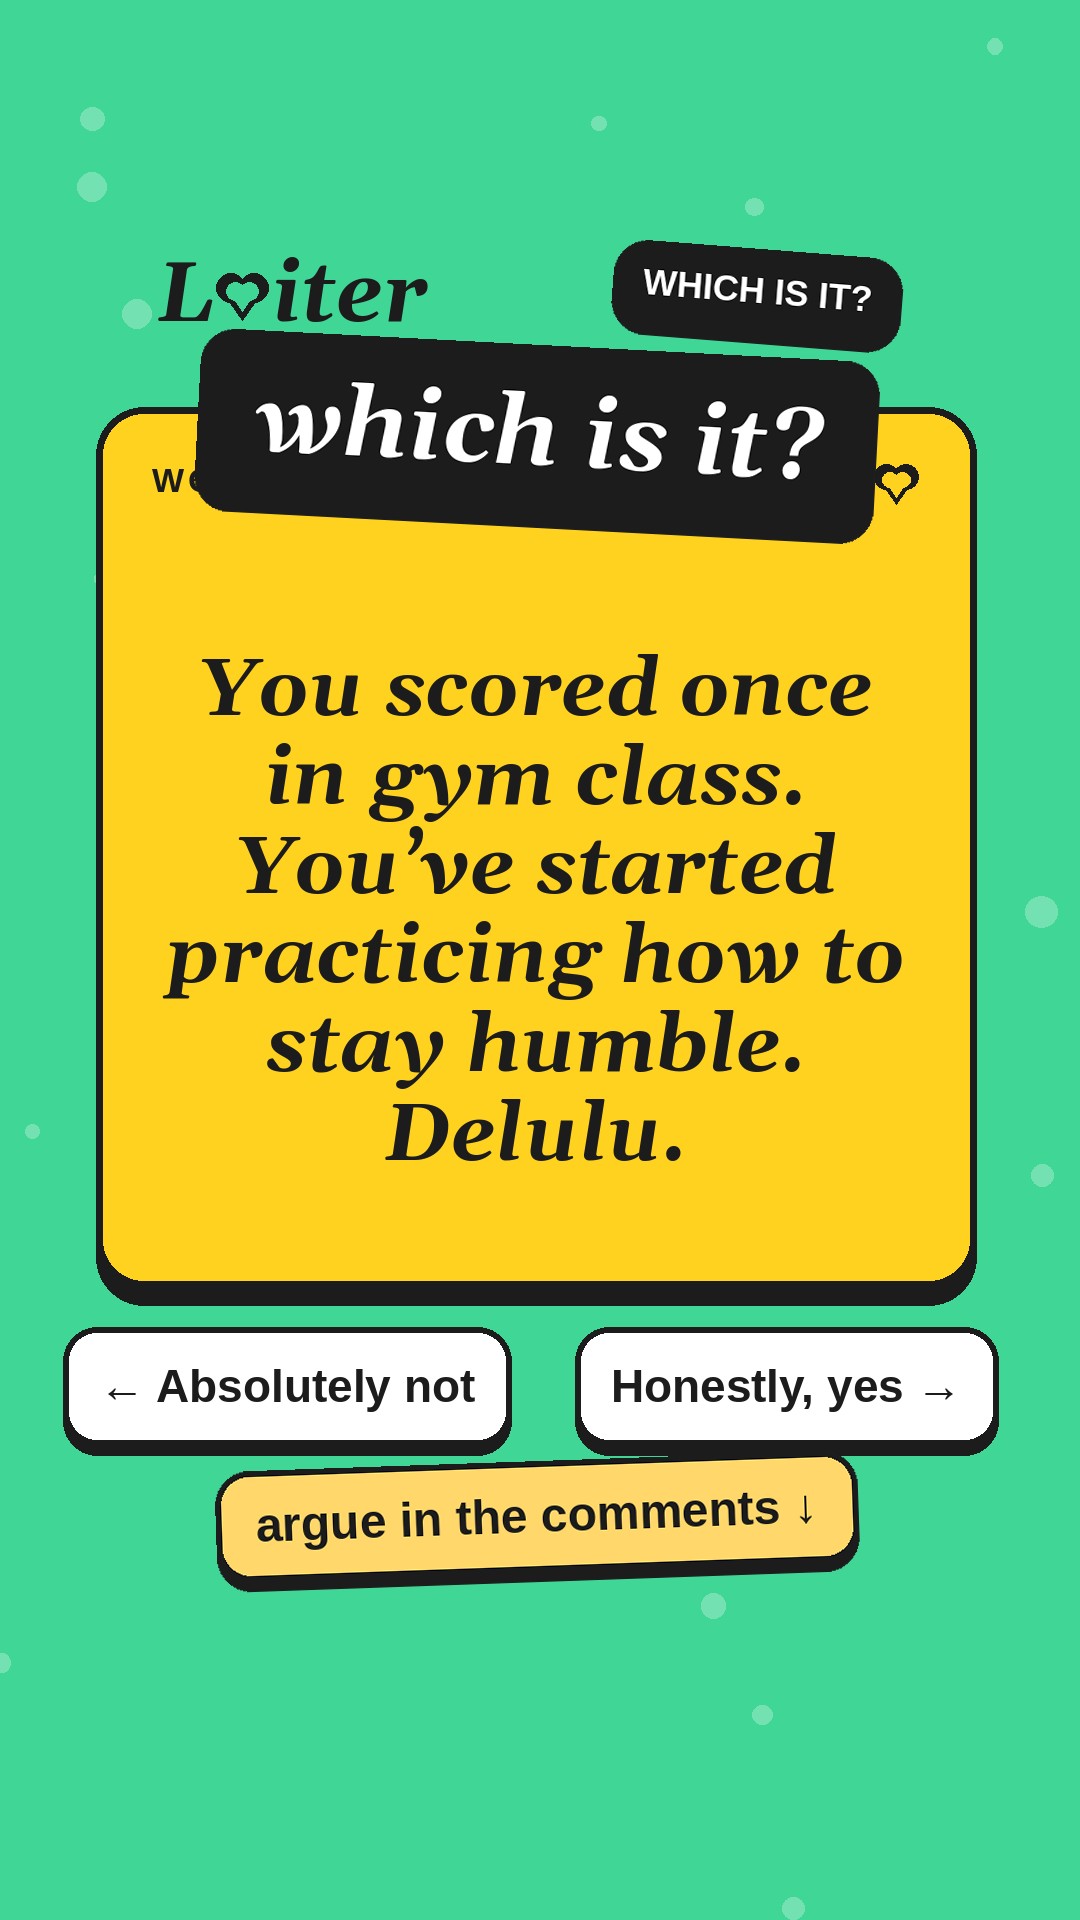 L♡iter
WHICH IS IT?
which is it?
You scored once
in gym class.
You’ve started
practicing how to
stay humble.
Delulu.
← Absolutely not
Honestly, yes →
argue in the comments ↓